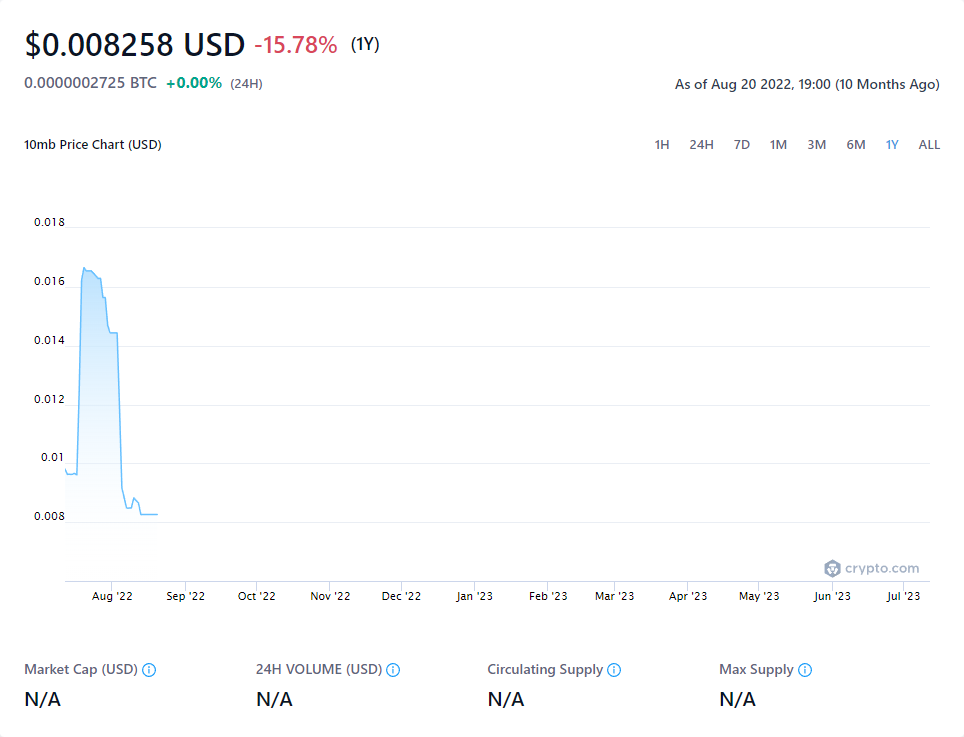 $0.008258 USD -15.78% (1Y)
0.0000002725 BTC +0.00% (24H)
As of Aug 20 2022, 19:00 (10 Months Ago)
10mb Price Chart (USD)
1H 24H 7D 1M 3M 6M 1Y ALL
0.018
0.016
0.014
0.012
0.01
0.008
crypto.com
Aug '22 Sep '22 Oct '22 Nov '22 Dec '22 Jan '23 Feb '23 Mar '23 Apr '23 May '23 Jun '23 Jul '23
Market Cap (USD) 24H VOLUME (USD) Circulating Supply Max Supply
N/A N/A N/A N/A